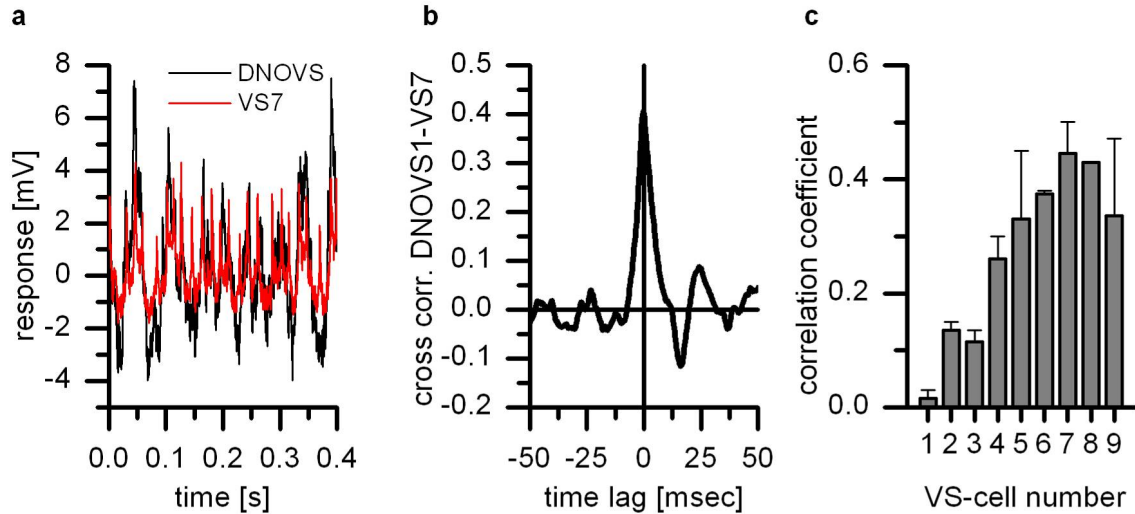 a
DNOVS
VS7
response [mV]
8
6
4
2
0
-2
-4
0.0 0.1 0.2 0.3 0.4
time [s]
b
cross corr. DNOVS1-VS7
0.5
0.4
0.3
0.2
0.1
0.0
-0.1
-0.2
-50 -25 0 25 50
time lag [msec]
c
correlation coefficient
0.6
0.4
0.2
0.0
1 2 3 4 5 6 7 8 9
VS-cell number